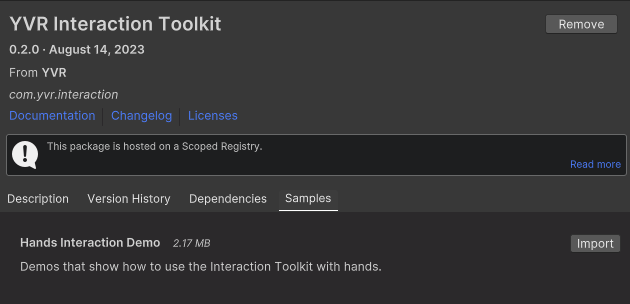 YVR Interaction Toolkit
Remove
0.2.0 · August 14, 2023
From YVR
com.yvr.interaction
Documentation Changelog Licenses
This package is hosted on a Scoped Registry.
Read more
Description Version History Dependencies Samples
Hands Interaction Demo 2.17 MB
Import
Demos that show how to use the Interaction Toolkit with hands.